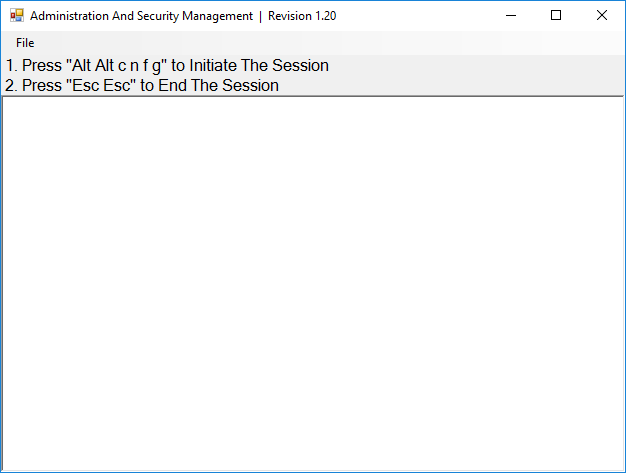 Administration And Security Management | Revision 1.20
File
1. Press "Alt Alt c n f g" to Initiate The Session
2. Press "Esc Esc" to End The Session